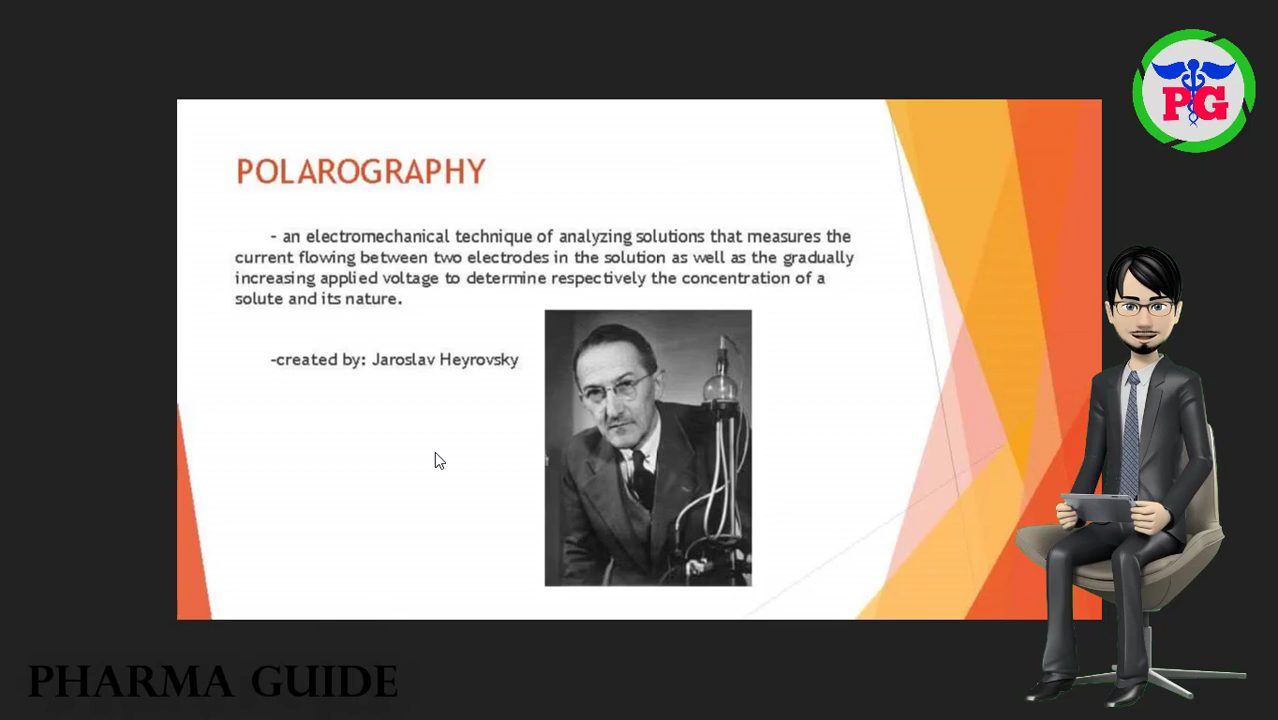 PG
POLAROGRAPHY
- an electromechanical technique of analyzing solutions that measures the
current flowing between two electrodes in the solution as well as the gradually
increasing applied voltage to determine respectively the concentration of a
solute and its nature.
-created by: Jaroslav Heyrovsky
PHARMA GUIDE